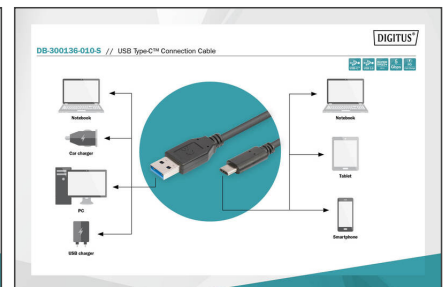 DIGITUS®
DB-300136-010-S // USB Type-C™ Connection Cable
Notebook
Car charger
PC
USB charger
Notebook
Tablet
Smartphone